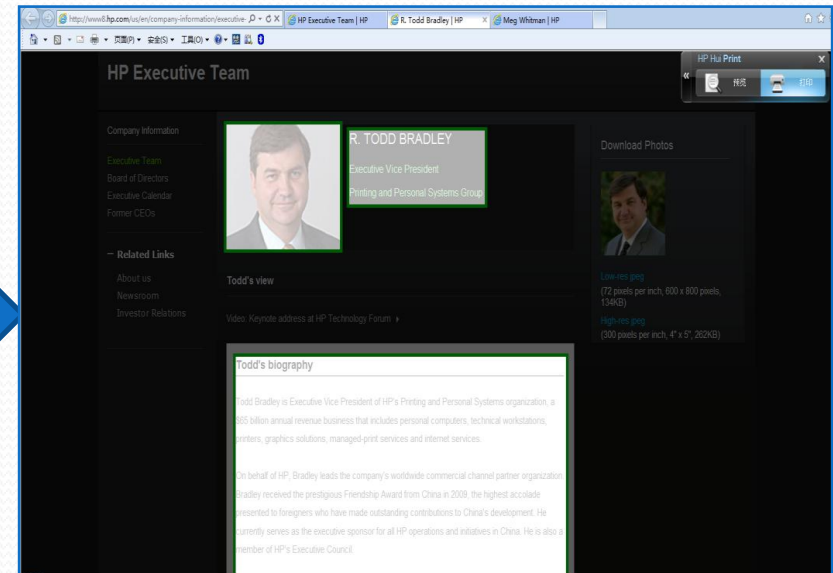 http://www8.hp.com/us/en/company-information/executive-
HP Executive Team | HP
R. Todd Bradley | HP
Meg Whitman | HP
页面(P) 安全(S) 工具(O)
HP Hui Print
预览
打印
HP Executive Team
Company Information
Executive Team
Board of Directors
Executive Calendar
Former CEOs
− Related Links
About us
Newsroom
Investor Relations
R. TODD BRADLEY
Executive Vice President
Printing and Personal Systems Group
Todd's view
Video: Keynote address at HP Technology Forum
Todd's biography
Todd Bradley is Executive Vice President of HP's Printing and Personal Systems organization, a
$65 billion annual revenue business that includes personal computers, technical workstations,
printers, graphics solutions, managed-print services and internet services.
On behalf of HP, Bradley leads the company's worldwide commercial channel partner organization.
Bradley received the prestigious Friendship Award from China in 2009, the highest accolade
presented to foreigners who have made outstanding contributions to China's development. He
currently serves as the executive sponsor for all HP operations and initiatives in China. He is also a
member of HP's Executive Council.
Download Photos
Low-res jpeg
(72 pixels per inch, 600 x 800 pixels,
134KB)
High-res jpeg
(300 pixels per inch, 4" x 5", 262KB)